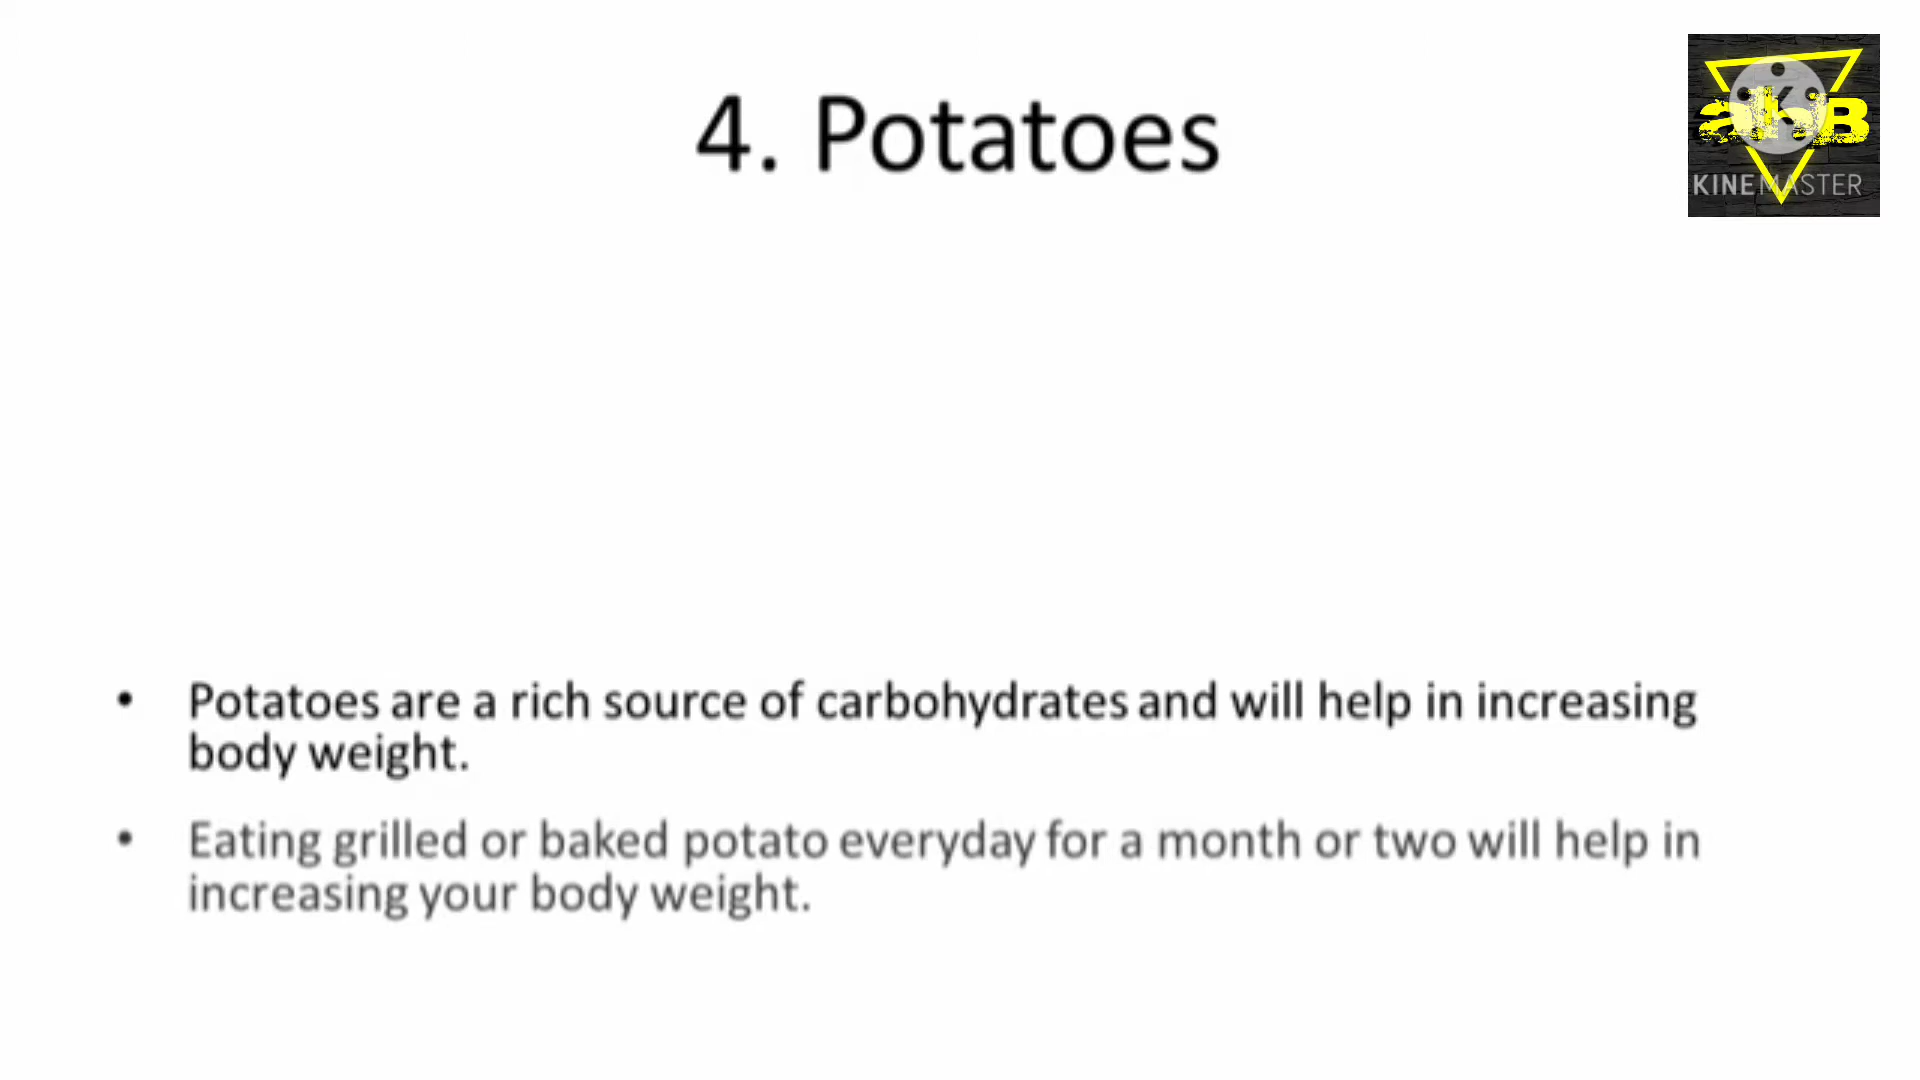 4. Potatoes
KINEMASTER
• Potatoes are a rich source of carbohydrates and will help in increasing
body weight.
• Eating grilled or baked potato everyday for a month or two will help in
increasing your body weight.